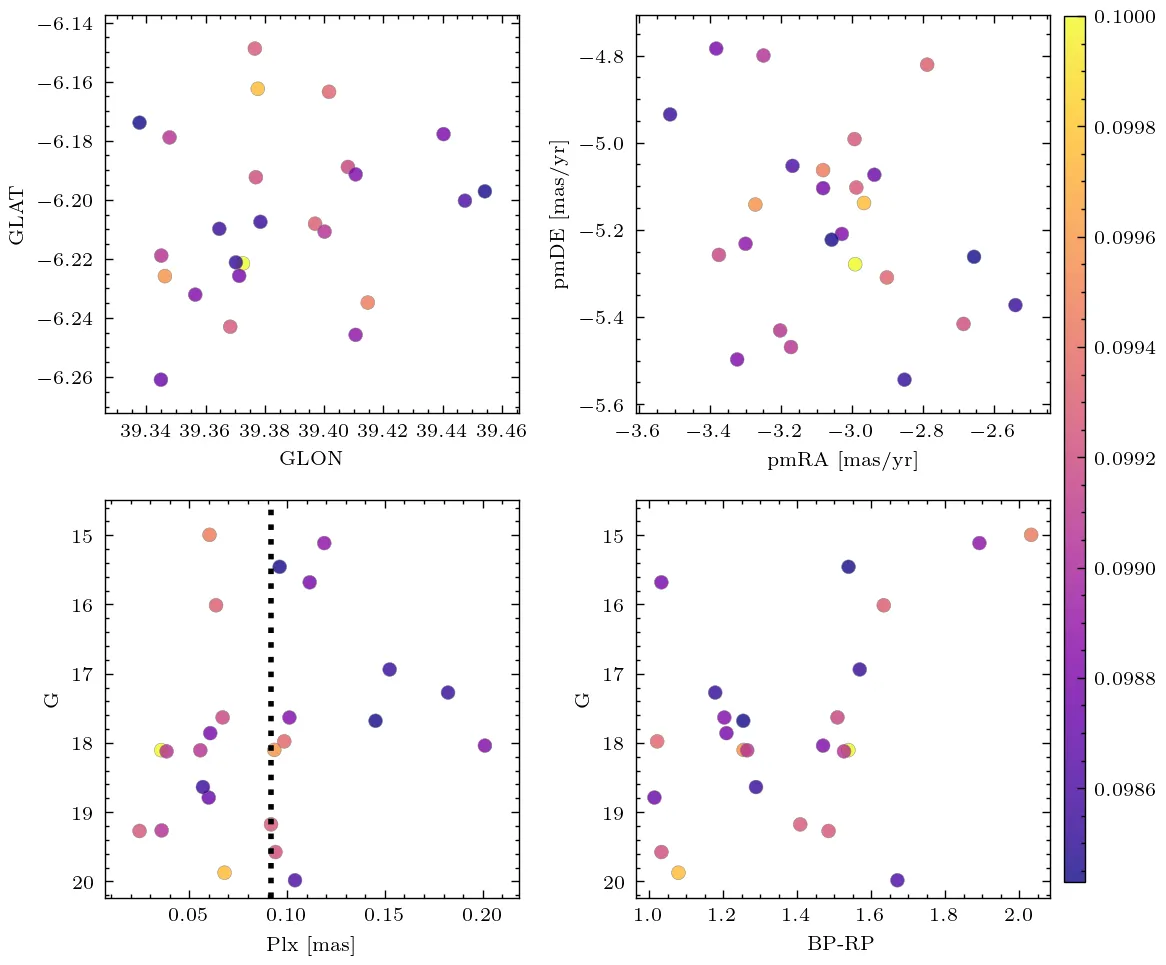 −6.14
−6.16
−6.18
−6.20
−6.22
−6.24
−6.26
GLAT
39.34 39.36 39.38 39.40 39.42 39.44 39.46
GLON
−4.8
−5.0
−5.2
−5.4
−5.6
pmDE [mas/yr]
−3.6 −3.4 −3.2 −3.0 −2.8 −2.6
pmRA [mas/yr]
15
16
17
18
19
20
G
0.05 0.10 0.15 0.20
Plx [mas]
15
16
17
18
19
20
G
1.0 1.2 1.4 1.6 1.8 2.0
BP-RP
0.1000
0.0998
0.0996
0.0994
0.0992
0.0990
0.0988
0.0986